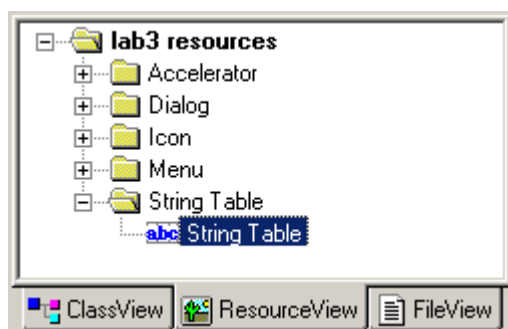 lab3 resources
Accelerator
Dialog
Icon
Menu
String Table
abc String Table
ClassView ResourceView FileView